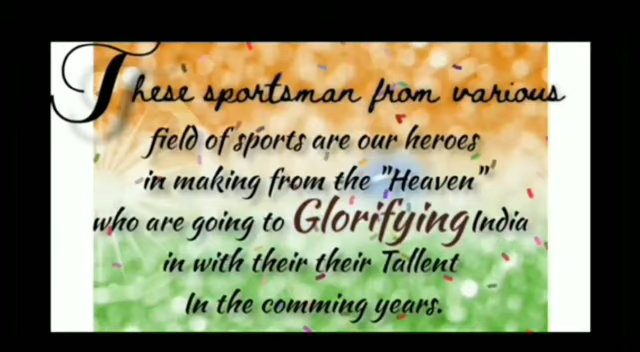 These sportsman from various
field of sports are our heroes
in making from the "Heaven"
who are going to Glorifying India
in with their their Tallent
In the comming years.